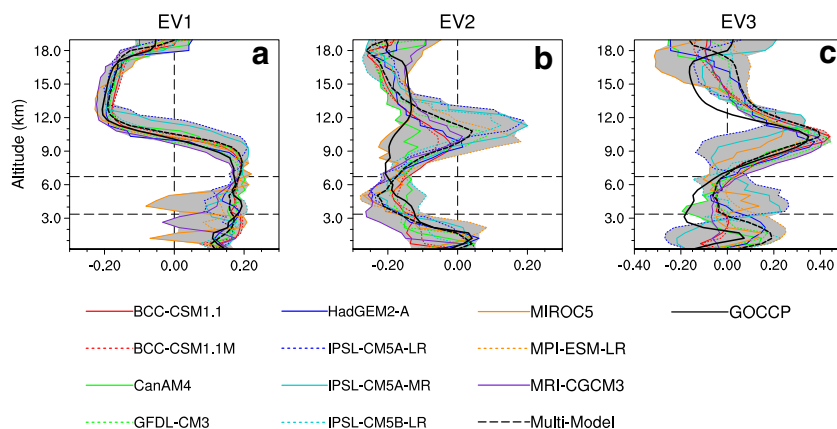 EV1 EV2 EV3
a b c
Altitude (km)
18.0 18.0 18.0
15.0 15.0 15.0
12.0 12.0 12.0
9.0 9.0 9.0
6.0 6.0 6.0
3.0 3.0 3.0
-0.20 0.00 0.20 -0.20 0.00 0.20 -0.40 -0.20 0.00 0.20 0.40
BCC-CSM1.1 HadGEM2-A MIROC5 GOCCP
BCC-CSM1.1M IPSL-CM5A-LR MPI-ESM-LR
CanAM4 IPSL-CM5A-MR MRI-CGCM3
GFDL-CM3 IPSL-CM5B-LR Multi-Model